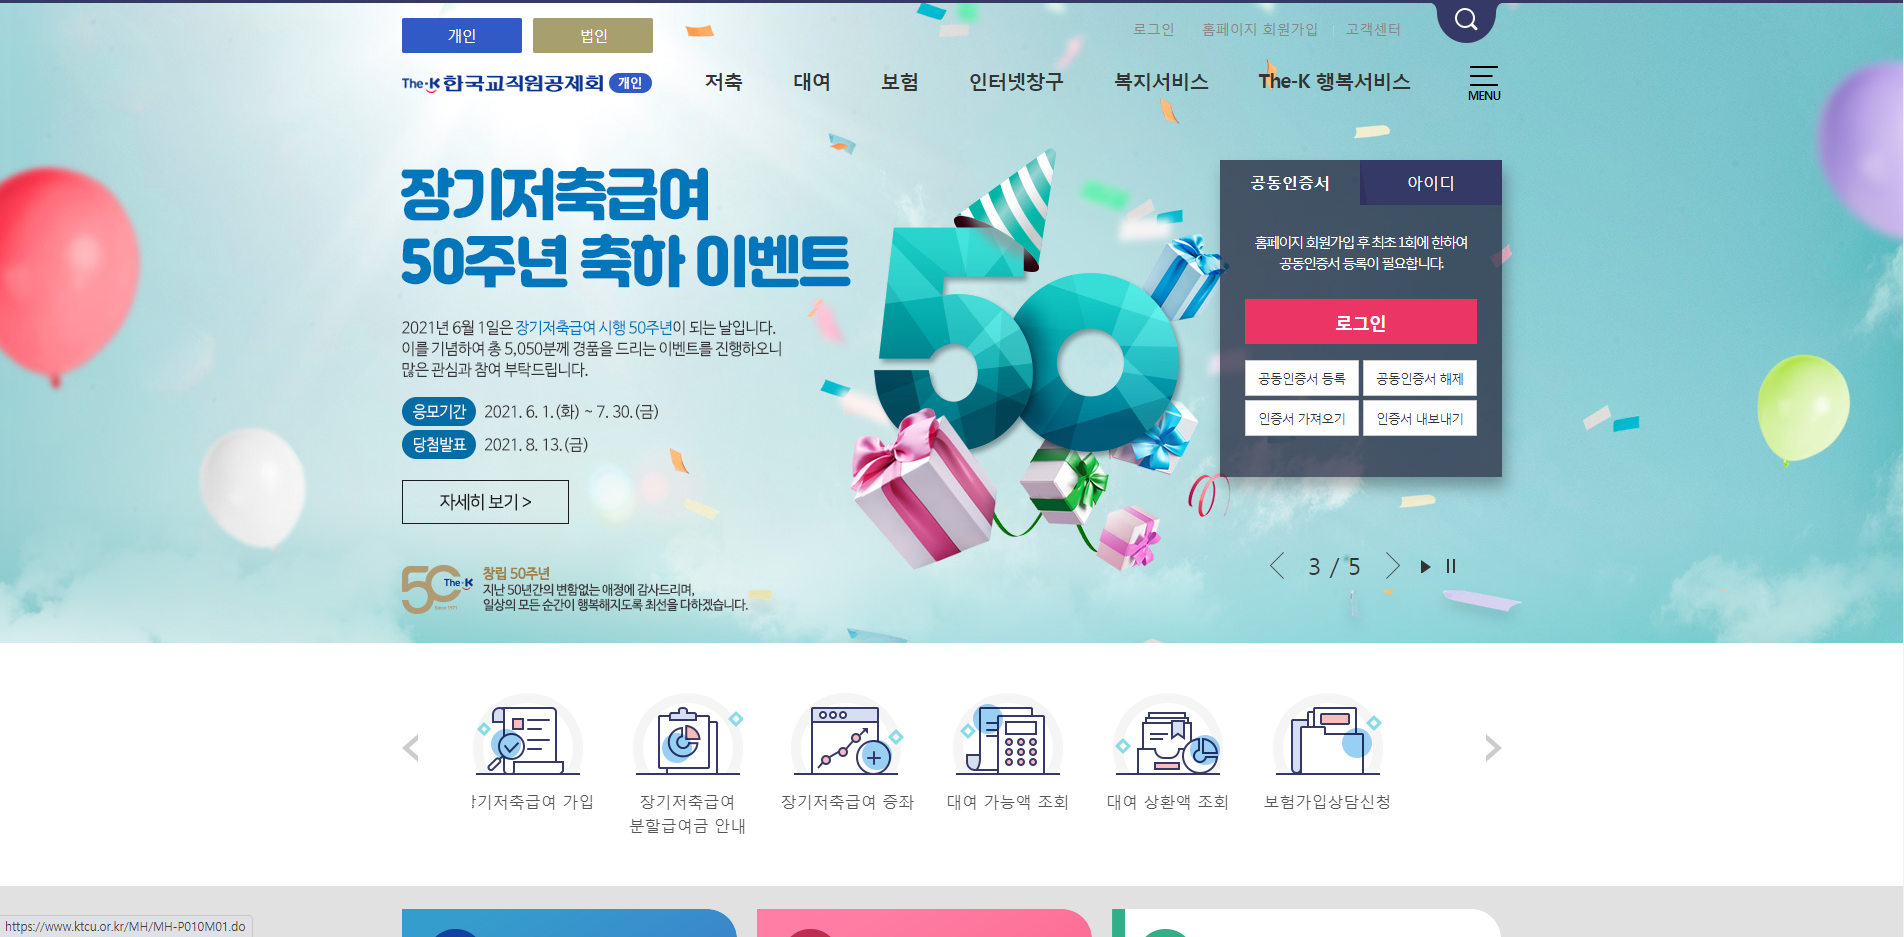 개인
법인
로그인
홈페이지 회원가입
고객센터
The-K 한국교직원공제회 개인
저축
대여
보험
인터넷창구
복지서비스
The-K 행복서비스
MENU
장기저축급여
50주년 축하 이벤트
2021년 6월 1일은 장기저축급여 시행 50주년이 되는 날입니다.
이를 기념하여 총 5,050분께 경품을 드리는 이벤트를 진행하오니
많은 관심과 참여 부탁드립니다.
응모기간 2021. 6. 1.(화) ~ 7. 30.(금)
당첨발표 2021. 8. 13.(금)
자세히 보기 >
50 The-K
Since 1971
창립 50주년
지난 50년간의 변함없는 애정에 감사드리며,
일상의 모든 순간이 행복해지도록 최선을 다하겠습니다.
50
공동인증서
아이디
홈페이지 회원가입 후 최초 1회에 한하여
공동인증서 등록이 필요합니다.
로그인
공동인증서 등록
공동인증서 해제
인증서 가져오기
인증서 내보내기
3 / 5
장기저축급여 가입
장기저축급여
분할급여금 안내
장기저축급여 증좌
대여 가능액 조회
대여 상환액 조회
보험가입상담신청
https://www.ktcu.or.kr/MH/MH-P010M01.do